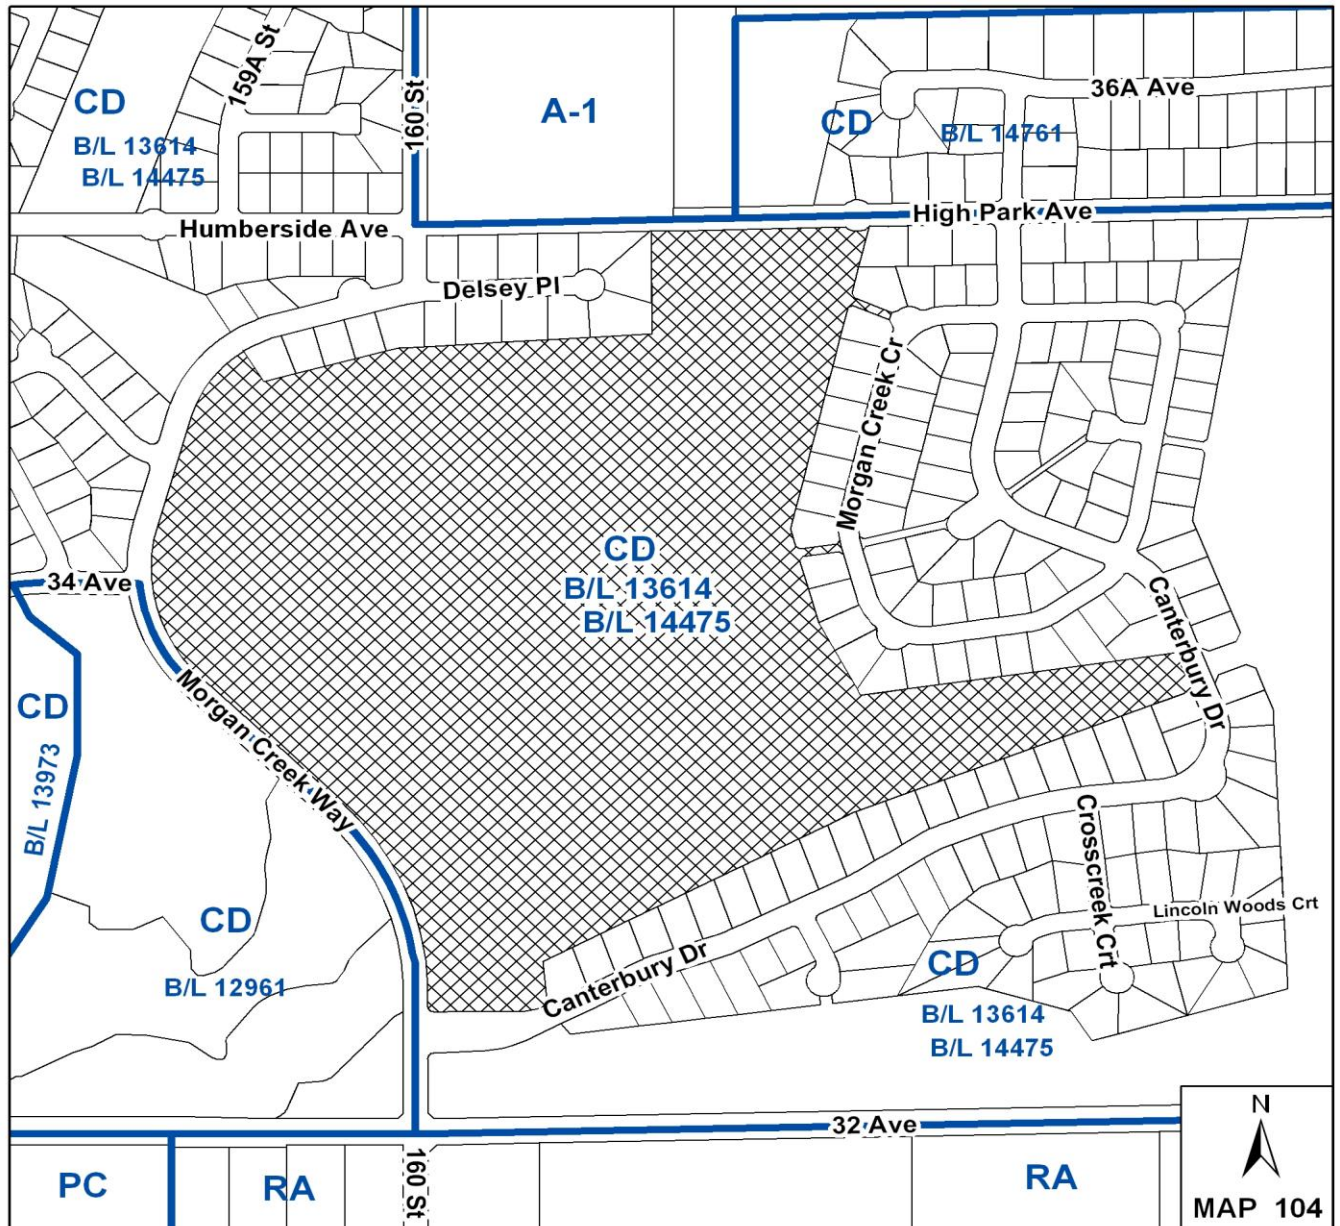 159A St
160 St
CD
B/L 13614
B/L 14475
A-1
CD
B/L 14761
36A Ave
Humberside Ave
High Park Ave
Delsey Pl
Morgan Creek Cr
CD
B/L 13614
B/L 14475
34 Ave
Canterbury Dr
CD
B/L 13973
Morgan Creek Way
CD
B/L 12961
Crosscreek Crt
Lincoln Woods Crt
Canterbury Dr
CD
B/L 13614
B/L 14475
32 Ave
PC
RA
160 St
RA
N
MAP 104